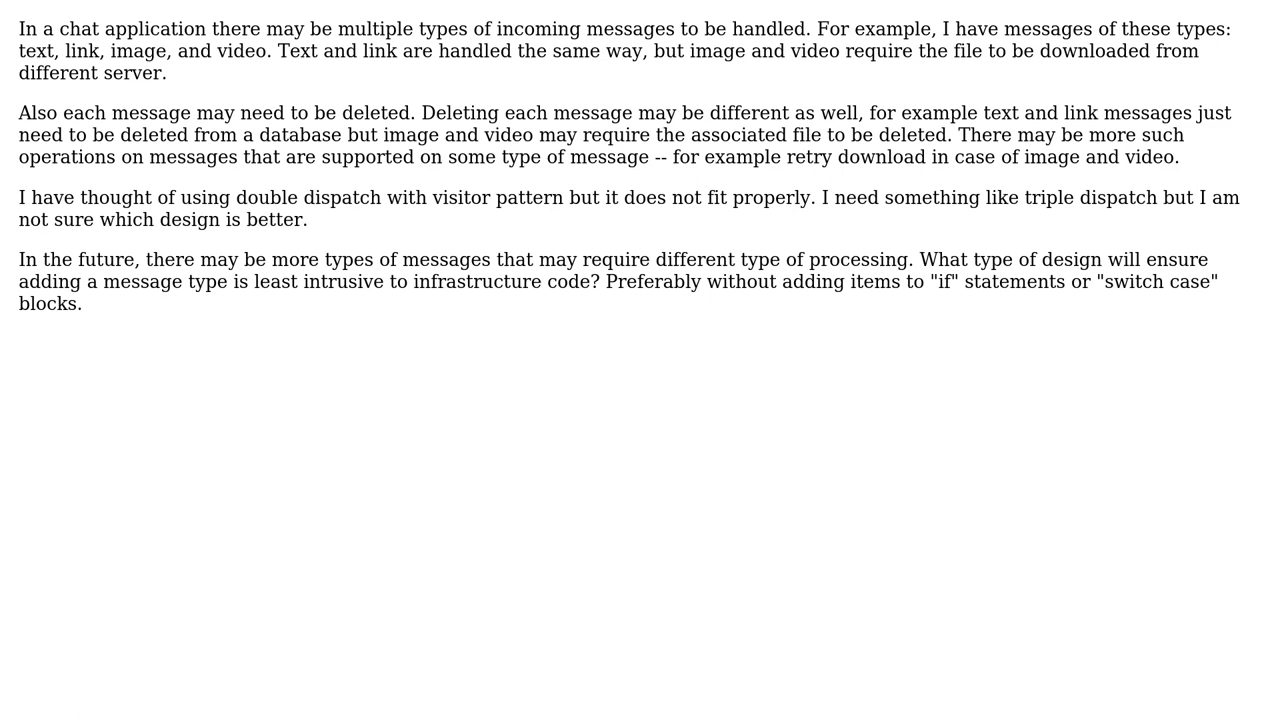 In a chat application there may be multiple types of incoming messages to be handled. For example, I have messages of these types:
text, link, image, and video. Text and link are handled the same way, but image and video require the file to be downloaded from
different server.
Also each message may need to be deleted. Deleting each message may be different as well, for example text and link messages just
need to be deleted from a database but image and video may require the associated file to be deleted. There may be more such
operations on messages that are supported on some type of message -- for example retry download in case of image and video.
I have thought of using double dispatch with visitor pattern but it does not fit properly. I need something like triple dispatch but I am
not sure which design is better.
In the future, there may be more types of messages that may require different type of processing. What type of design will ensure
adding a message type is least intrusive to infrastructure code? Preferably without adding items to "if" statements or "switch case"
blocks.